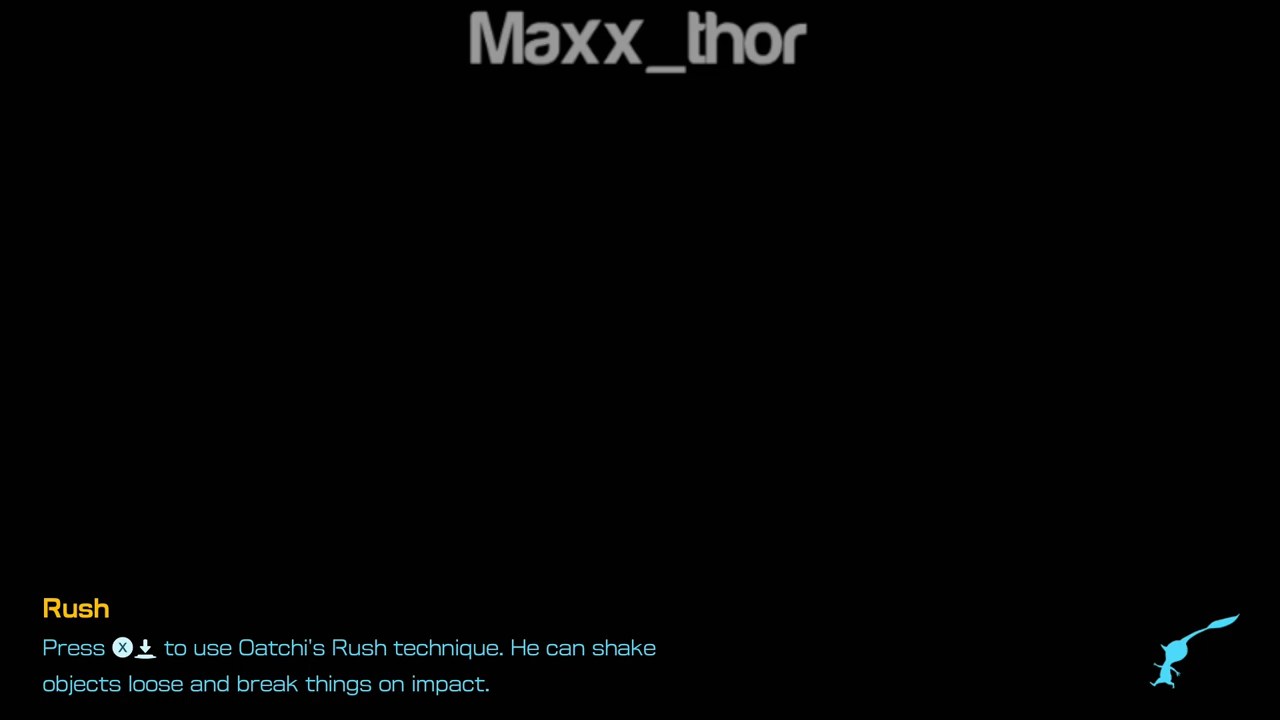 Maxx_thor
Rush
Press X to use Oatchi's Rush technique. He can shake
objects loose and break things on impact.